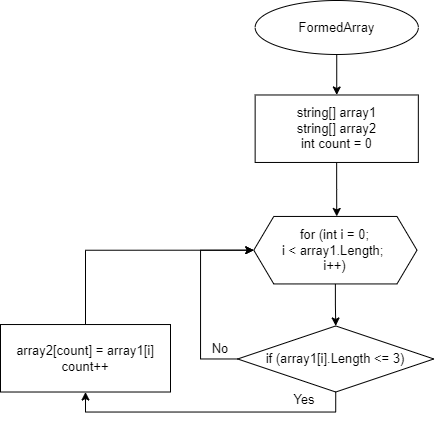 FormedArray
string[] array1
string[] array2
int count = 0
for (int i = 0;
i < array1.Length;
i++)
if (array1[i].Length <= 3)
No
Yes
array2[count] = array1[i]
count++